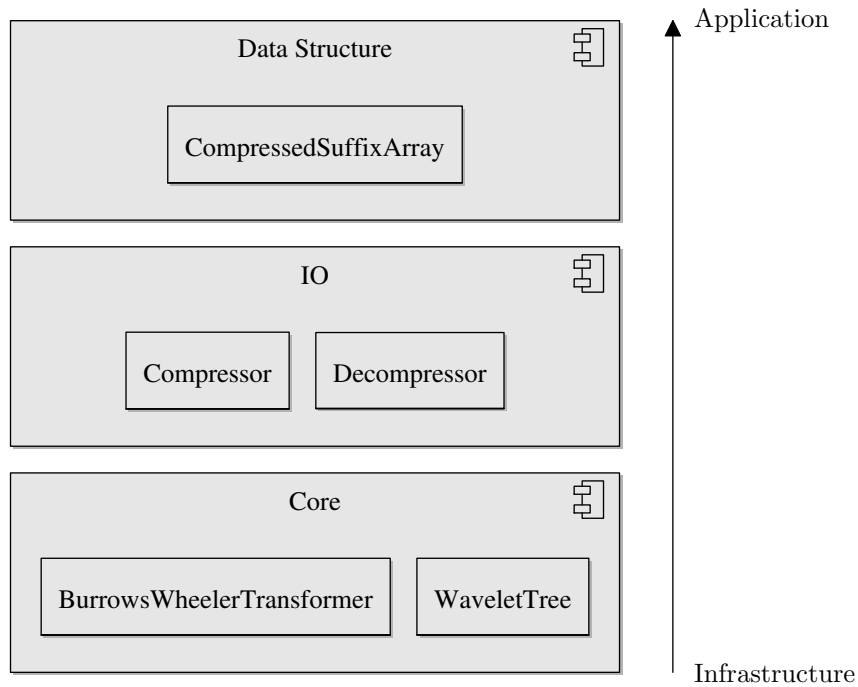 Application
Data Structure
CompressedSuffixArray
IO
Compressor Decompressor
Core
BurrowsWheelerTransformer WaveletTree
Infrastructure